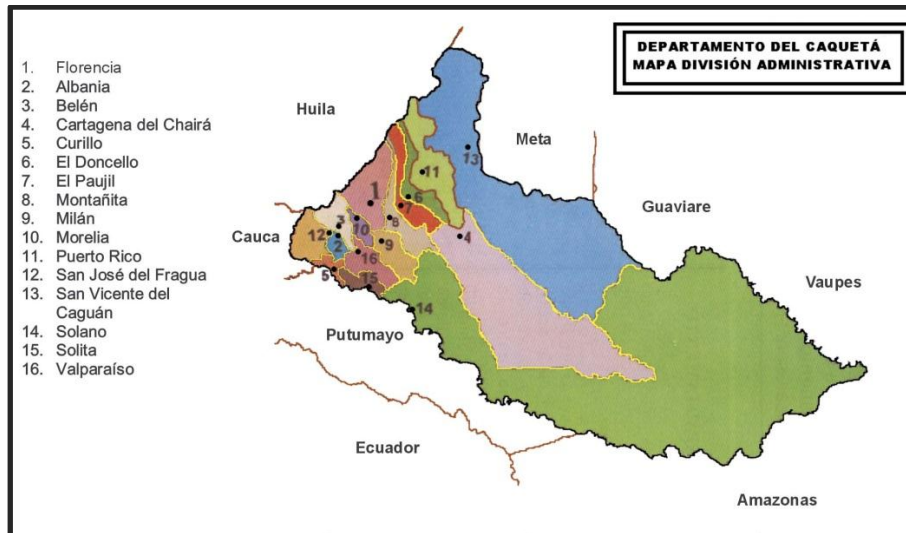 DEPARTAMENTO DEL CAQUETÁ
MAPA DIVISIÓN ADMINISTRATIVA
1. Florencia
2. Albania
3. Belén
4. Cartagena del Chairá
5. Curillo
6. El Doncello
7. El Paujil
8. Montañita
9. Milán
10. Morelia
11. Puerto Rico
12. San José del Fragua
13. San Vicente del
Caguán
14. Solano
15. Solita
16. Valparaíso
Huila
Meta
13
11
Guaviare
1
6
7
3
8
10
Cauca
12
2
9
4
16
Vaupes
5
15
14
Putumayo
Ecuador
Amazonas